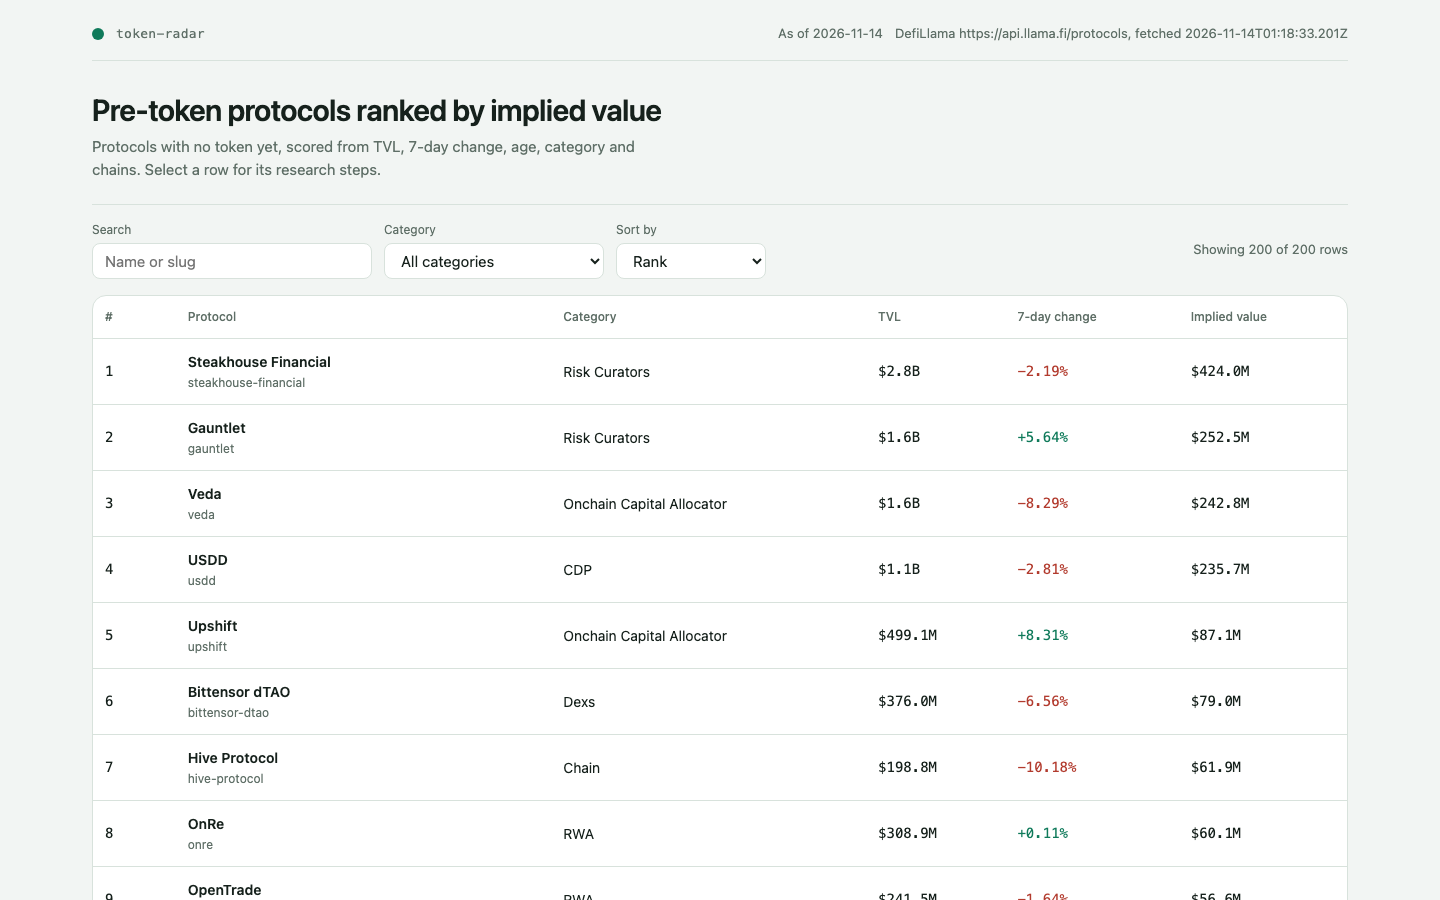 token-radar
As of 2026-11-14 DefiLlama https://api.llama.fi/protocols, fetched 2026-11-14T01:18:33.201Z
Pre-token protocols ranked by implied value
Protocols with no token yet, scored from TVL, 7-day change, age, category and
chains. Select a row for its research steps.
Search Category Sort by
Name or slug All categories Rank
Showing 200 of 200 rows
# Protocol Category TVL 7-day change Implied value
1 Steakhouse Financial Risk Curators $2.8B −2.19% $424.0M
steakhouse-financial
2 Gauntlet Risk Curators $1.6B +5.64% $252.5M
gauntlet
3 Veda Onchain Capital Allocator $1.6B −8.29% $242.8M
veda
4 USDD CDP $1.1B −2.81% $235.7M
usdd
5 Upshift Onchain Capital Allocator $499.1M +8.31% $87.1M
upshift
6 Bittensor dTAO Dexs $376.0M −6.56% $79.0M
bittensor-dtao
7 Hive Protocol Chain $198.8M −10.18% $61.9M
hive-protocol
8 OnRe RWA $308.9M +0.11% $60.1M
onre
9 OpenTrade RWA $241.5M −1.64% $56.6M